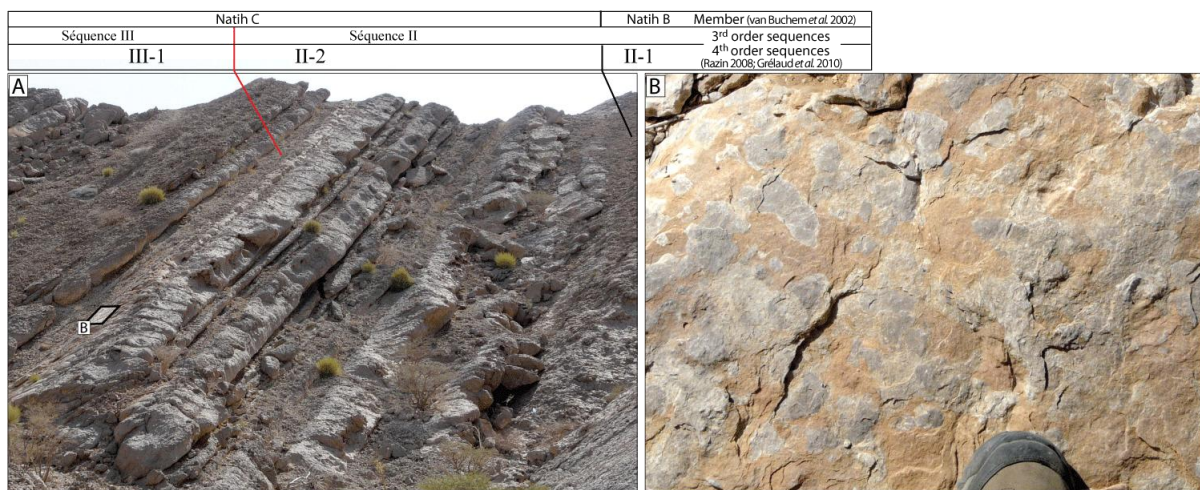 Natih C Natih B Member (van Buchem et al. 2002)
Séquence III Séquence II 3rd order sequences
III-1 II-2 II-1 4th order sequences
(Razin 2008; Grélaud et al. 2010)
A B
B